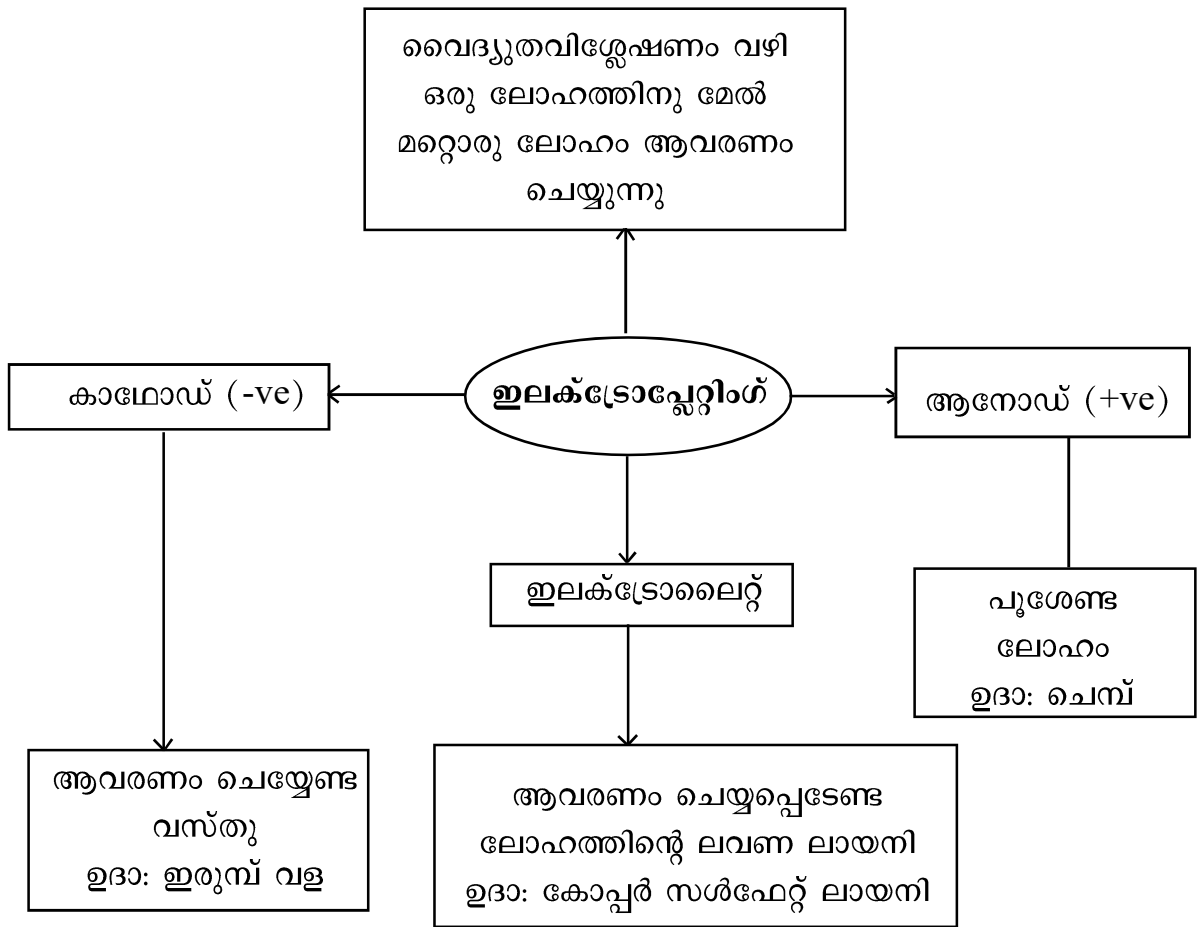 വൈദ്യുതവിശ്ലേഷണം വഴി
ഒരു ലോഹത്തിനു മേൽ
മറ്റൊരു ലോഹം ആവരണം
ചെയ്യുന്നു
കാഥോഡ് (-ve)
ഇലക്ട്രോപ്ലേറ്റിംഗ്
ആനോഡ് (+ve)
ഇലക്ട്രോലൈറ്റ്
പൂശേണ്ട
ലോഹം
ഉദാ: ചെമ്പ്
ആവരണം ചെയ്യേണ്ട
വസ്തു
ഉദാ: ഇരുമ്പ് വള
ആവരണം ചെയ്യപ്പെടേണ്ട
ലോഹത്തിന്റെ ലവണ ലായനി
ഉദാ: കോപ്പർ സൾഫേറ്റ് ലായനി